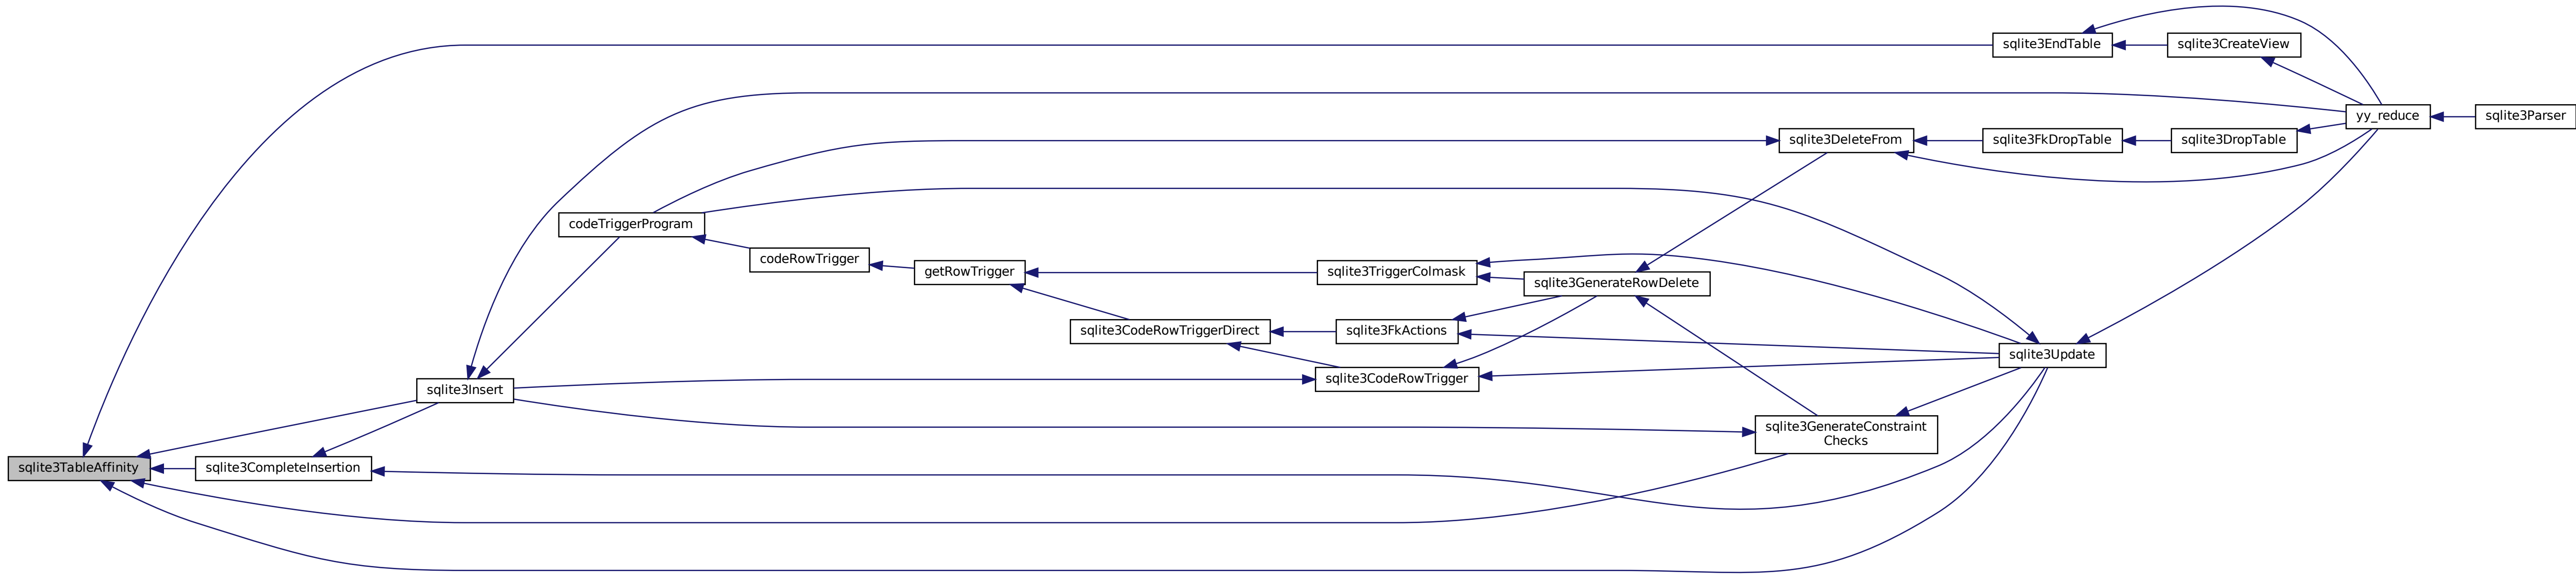 sqlite3EndTable
sqlite3CreateView
yy_reduce
sqlite3Parser
sqlite3DeleteFrom
sqlite3FkDropTable
sqlite3DropTable
codeTriggerProgram
codeRowTrigger
getRowTrigger
sqlite3TriggerColmask
sqlite3GenerateRowDelete
sqlite3CodeRowTriggerDirect
sqlite3FkActions
sqlite3Update
sqlite3CodeRowTrigger
sqlite3Insert
sqlite3GenerateConstraint
Checks
sqlite3TableAffinity
sqlite3CompleteInsertion